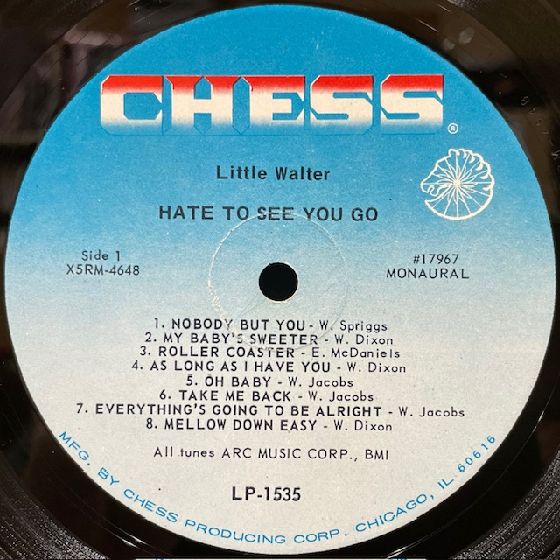 CHESS®
Little Walter
HATE TO SEE YOU GO
Side 1
X5RM-4648
#17967
MONAURAL
1. NOBODY BUT YOU - W. Spriggs
2. MY BABY'S SWEETER - W. Dixon
3. ROLLER COASTER - E. McDaniels
4. AS LONG AS I HAVE YOU - W. Dixon
5. OH BABY - W. Jacobs
6. TAKE ME BACK - W. Jacobs
7. EVERYTHING'S GOING TO BE ALRIGHT - W. Jacobs
8. MELLOW DOWN EASY - W. Dixon
All tunes ARC MUSIC CORP., BMI
LP-1535
MFG. BY CHESS PRODUCING CORP. CHICAGO, IL 60616